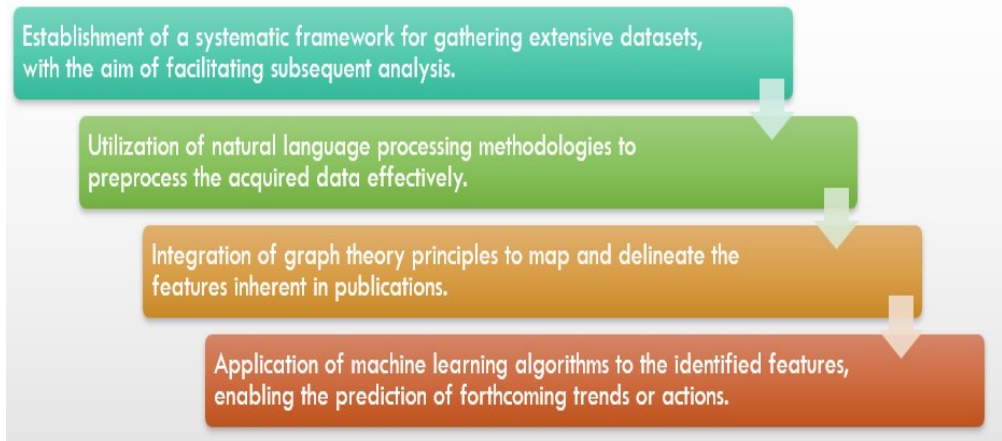 Establishment of a systematic framework for gathering extensive datasets,
with the aim of facilitating subsequent analysis.
Utilization of natural language processing methodologies to
preprocess the acquired data effectively.
Integration of graph theory principles to map and delineate the
features inherent in publications.
Application of machine learning algorithms to the identified features,
enabling the prediction of forthcoming trends or actions.